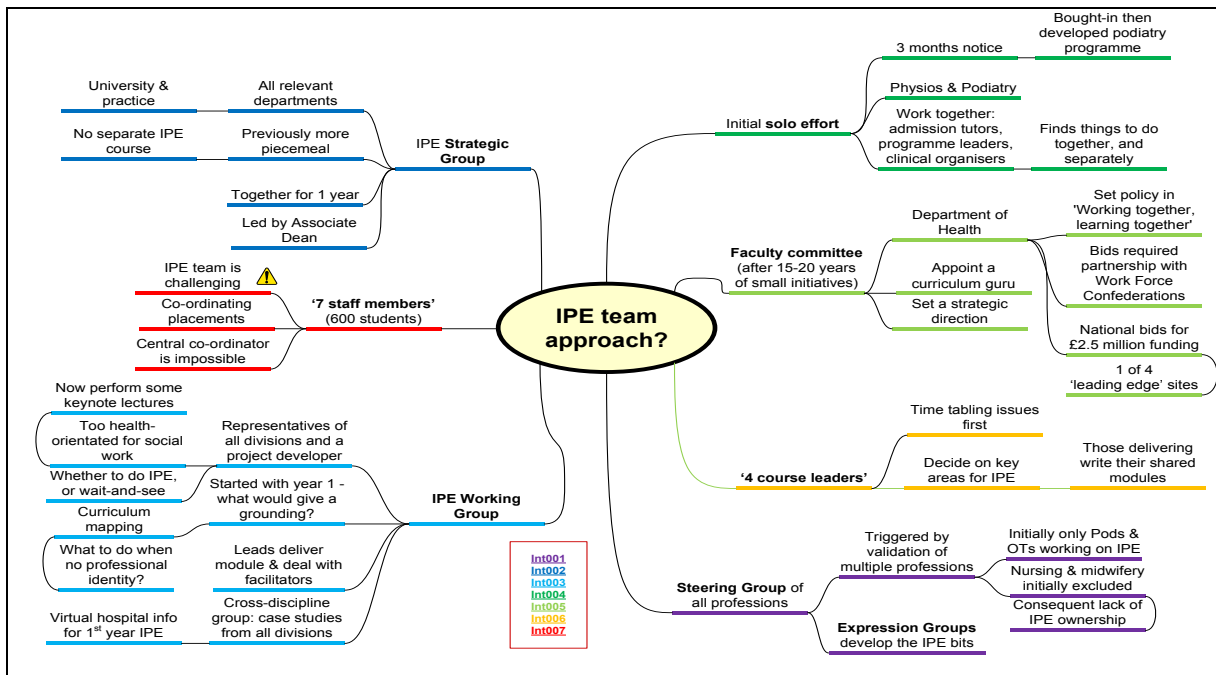 IPE team
approach?
IPE Strategic
Group
All relevant
departments
University &
practice
Previously more
piecemeal
No separate IPE
course
Together for 1 year
Led by Associate
Dean
'7 staff members'
(600 students)
IPE team is
challenging
Co-ordinating
placements
Central co-ordinator
is impossible
IPE Working
Group
Representatives of
all divisions and a
project developer
Now perform some
keynote lectures
Too health-
orientated for social
work
Whether to do IPE,
or wait-and-see
Started with year 1 -
what would give a
grounding?
Curriculum
mapping
What to do when
no professional
identity?
Leads deliver
module & deal with
facilitators
Cross-discipline
group: case studies
from all divisions
Virtual hospital info
for 1st year IPE
Int001
Int002
Int003
Int004
Int005
Int006
Int007
Initial solo effort
3 months notice
Bought-in then
developed podiatry
programme
Physios & Podiatry
Work together:
admission tutors,
programme leaders,
clinical organisers
Finds things to do
together, and
separately
Faculty committee
(after 15-20 years
of small initiatives)
Department of
Health
Set policy in
'Working together,
learning together'
Bids required
partnership with
Work Force
Confederations
National bids for
£2.5 million funding
1 of 4
'leading edge' sites
Appoint a
curriculum guru
Set a strategic
direction
'4 course leaders'
Time tabling issues
first
Decide on key
areas for IPE
Those delivering
write their shared
modules
Steering Group of
all professions
Triggered by
validation of
multiple professions
Initially only Pods &
OTs working on IPE
Nursing & midwifery
initially excluded
Consequent lack of
IPE ownership
Expression Groups
develop the IPE bits